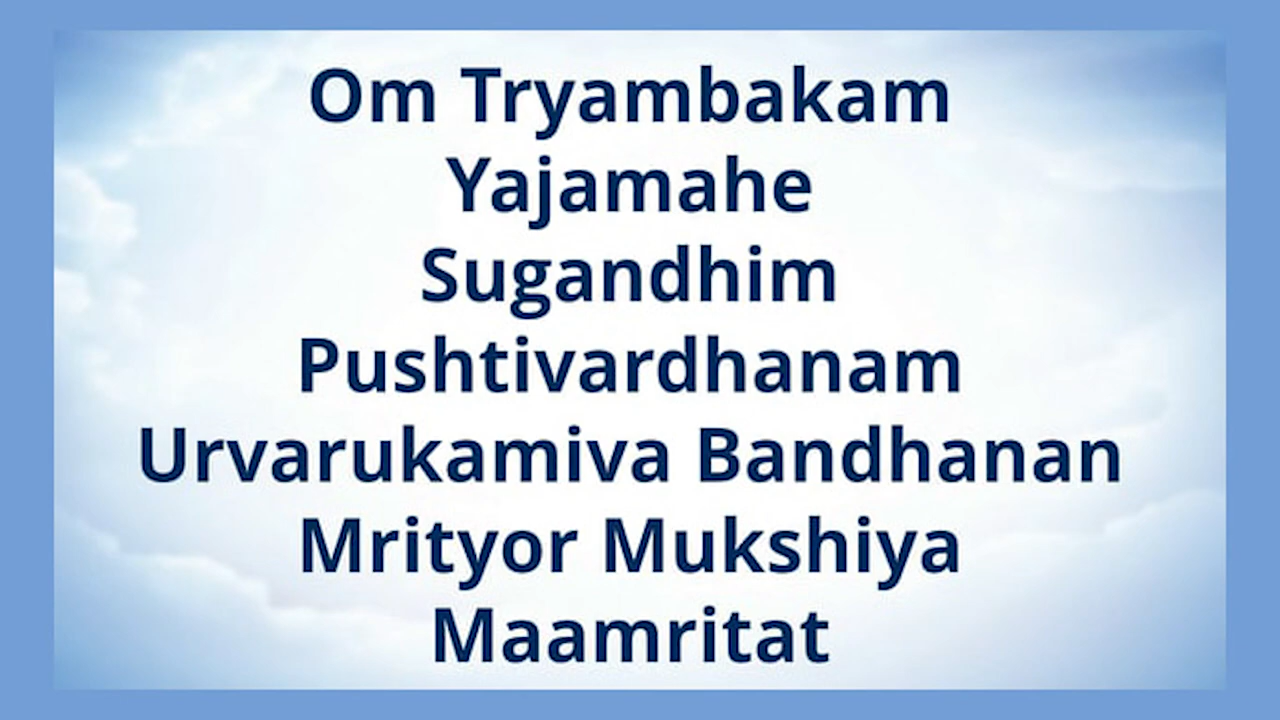 Om Tryambakam
Yajamahe
Sugandhim
Pushtivardhanam
Urvarukamiva Bandhanan
Mrityor Mukshiya
Maamritat